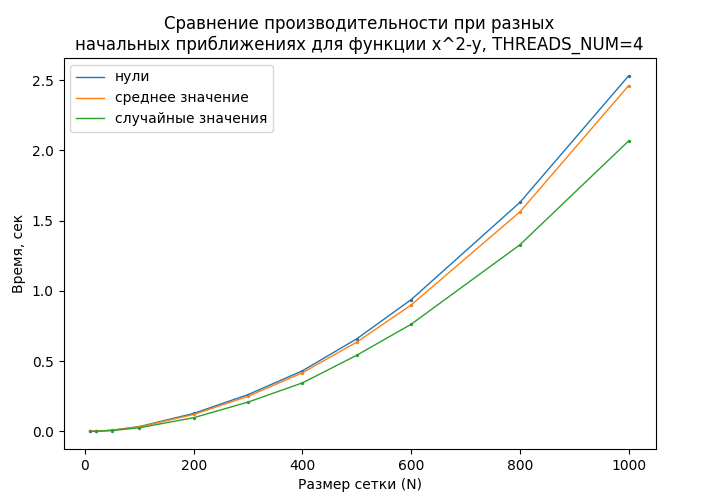 Сравнение производительности при разных
начальных приближениях для функции x^2-y, THREADS_NUM=4
нули
среднее значение
случайные значения
Время, сек
2.5
2.0
1.5
1.0
0.5
0.0
0
200
400
600
800
1000
Размер сетки (N)